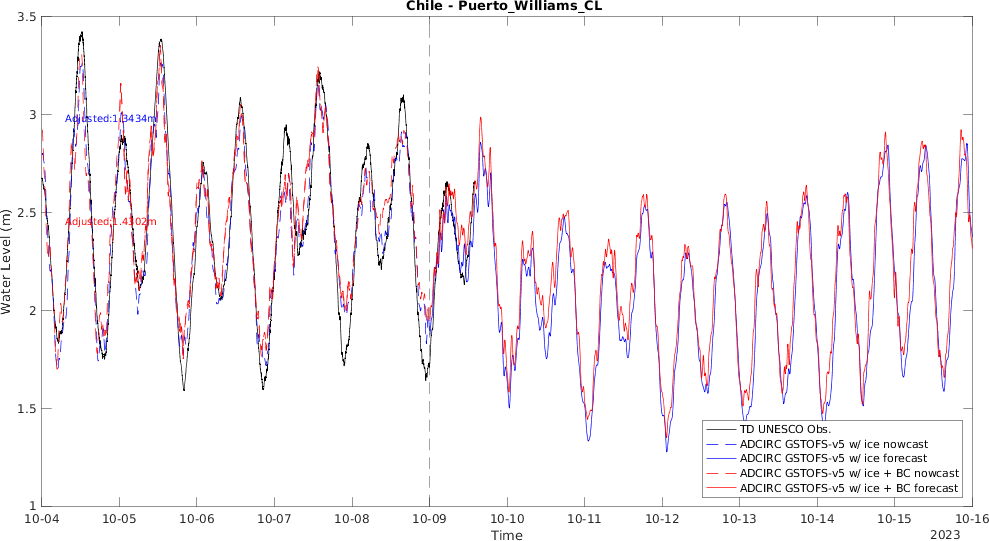 Chile - Puerto_Williams_CL
3.5
3
2.5
2
1.5
1
Water Level (m)
Adjusted:1.3434m
Adjusted:1.4302m
TD UNESCO Obs.
ADCIRC GSTOFS-v5 w/ ice nowcast
ADCIRC GSTOFS-v5 w/ ice forecast
ADCIRC GSTOFS-v5 w/ ice + BC nowcast
ADCIRC GSTOFS-v5 w/ ice + BC forecast
10-04 10-05 10-06 10-07 10-08 10-09 10-10 10-11 10-12 10-13 10-14 10-15 10-16
Time
2023